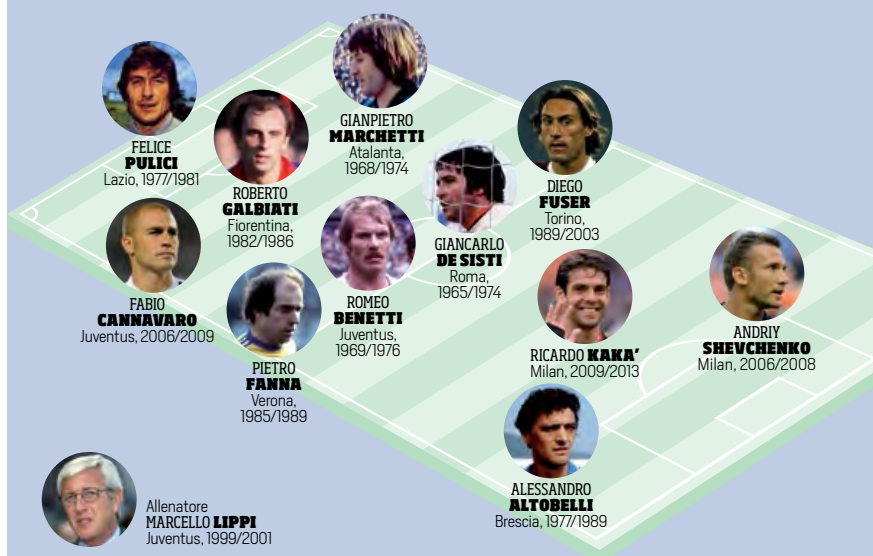 FELICE
PULICI
Lazio, 1977/1981
ROBERTO
GALBIATI
Fiorentina,
1982/1986
GIANPIETRO
MARCHETTI
Atalanta,
1968/1974
FABIO
CANNAVARO
Juventus, 2006/2009
PIETRO
FANNA
Verona,
1985/1989
ROMEO
BENETTI
Juventus,
1969/1976
GIANCARLO
DE SISTI
Roma,
1965/1974
DIEGO
FUSER
Torino,
1989/2003
RICARDO KAKA’
Milan, 2009/2013
ANDRIY
SHEVCHENKO
Milan, 2006/2008
ALESSANDRO
ALTOBELLI
Brescia, 1977/1989
Allenatore
MARCELLO LIPPI
Juventus, 1999/2001